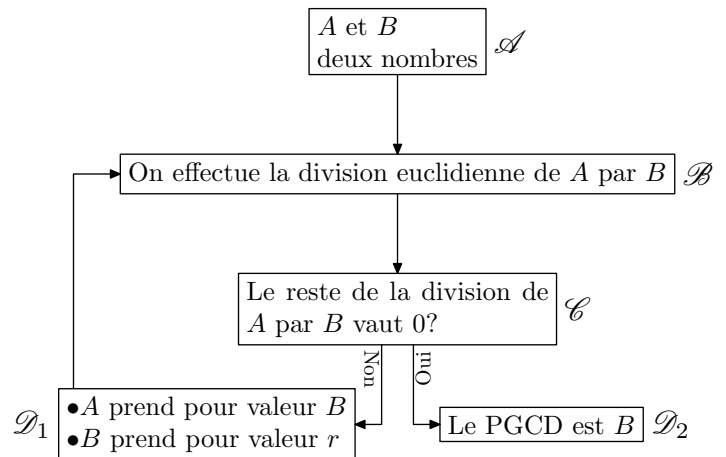 A et B
deux nombres
𝒜
On effectue la division euclidienne de A par B
ℬ
Le reste de la division de
A par B vaut 0?
𝒞
Non
Oui
𝒟1
●A prend pour valeur B
●B prend pour valeur r
Le PGCD est B
𝒟2